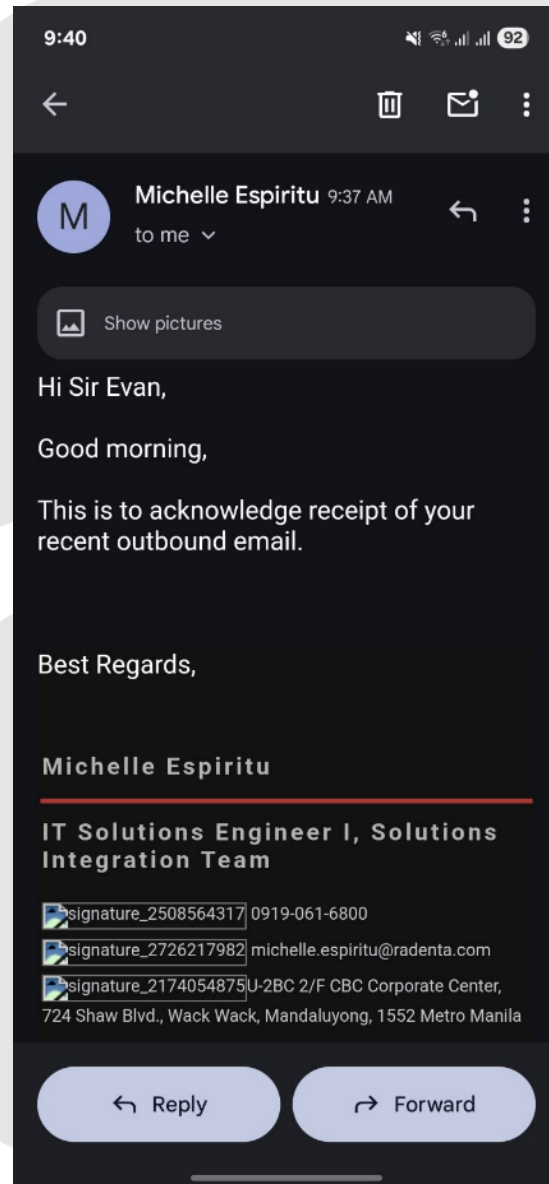 9:40
92
M
Michelle Espiritu 9:37 AM
to me
Show pictures
Hi Sir Evan,
Good morning,
This is to acknowledge receipt of your
recent outbound email.
Best Regards,
Michelle Espiritu
IT Solutions Engineer I, Solutions
Integration Team
signature_2508564317 0919-061-6800
signature_2726217982 michelle.espiritu@radenta.com
signature_2174054875 U-2BC 2/F CBC Corporate Center,
724 Shaw Blvd., Wack Wack, Mandaluyong, 1552 Metro Manila
Reply
Forward